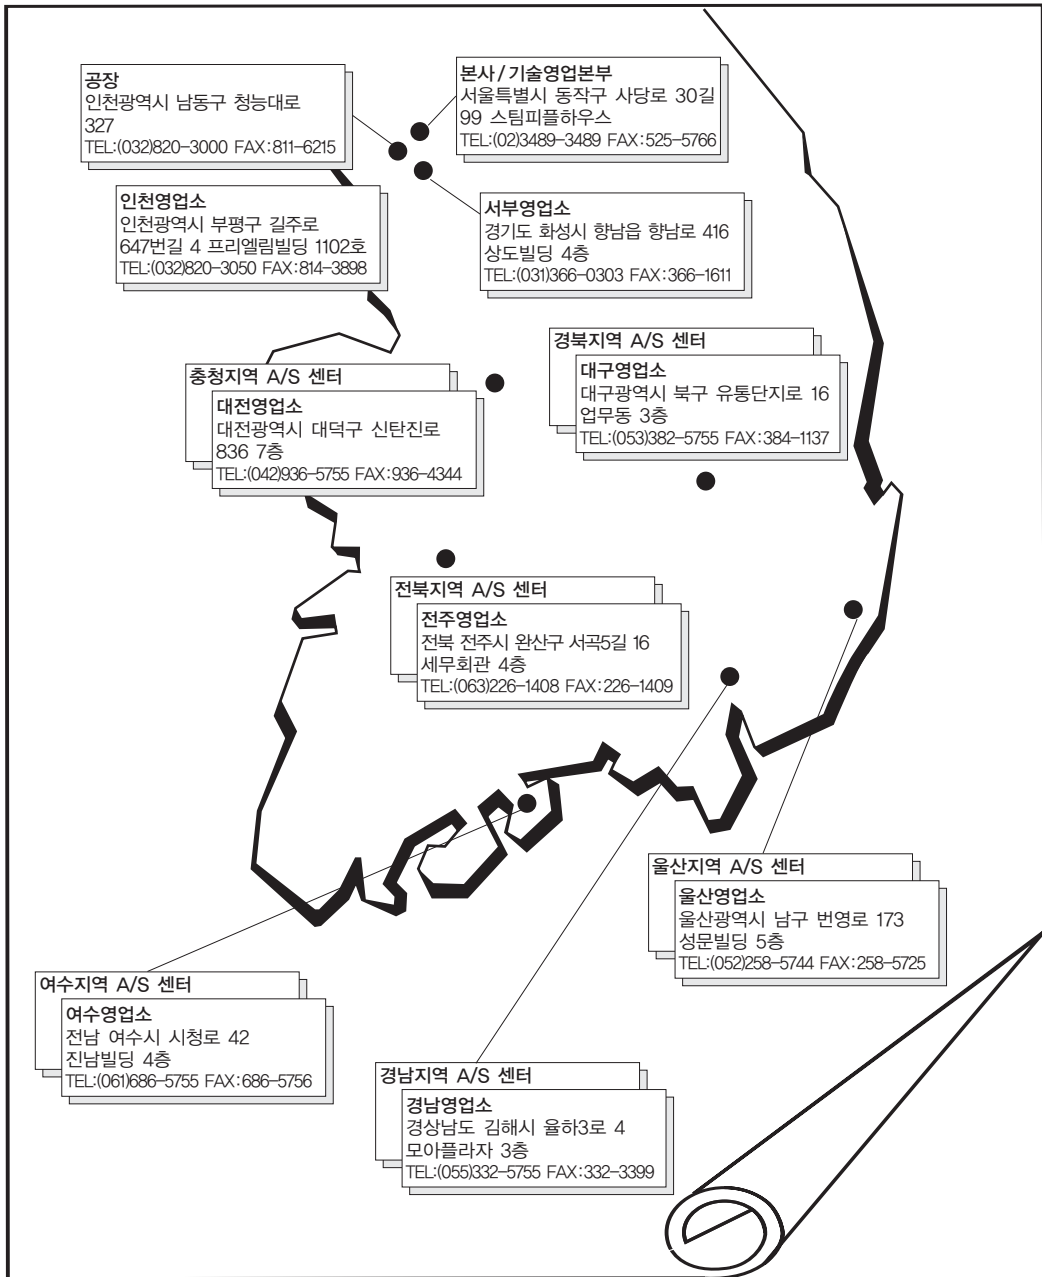 공장
인천광역시 남동구 청능대로
327
TEL:(032)820-3000 FAX:811-6215
본사/기술영업본부
서울특별시 동작구 사당로 30길
99 스팀피플하우스
TEL:(02)3489-3489 FAX:525-5766
인천영업소
인천광역시 부평구 길주로
647번길 4 프리엘림빌딩 1102호
TEL:(032)820-3050 FAX:814-3898
서부영업소
경기도 화성시 향남읍 향남로 416
상도빌딩 4층
TEL:(031)366-0303 FAX:366-1611
충청지역 A/S 센터
대전영업소
대전광역시 대덕구 신탄진로
836 7층
TEL:(042)936-5755 FAX:936-4344
경북지역 A/S 센터
대구영업소
대구광역시 북구 유통단지로 16
업무동 3층
TEL:(053)382-5755 FAX:384-1137
전북지역 A/S 센터
전주영업소
전북 전주시 완산구 서곡5길 16
세무회관 4층
TEL:(063)226-1408 FAX:226-1409
울산지역 A/S 센터
울산영업소
울산광역시 남구 번영로 173
성문빌딩 5층
TEL:(052)258-5744 FAX:258-5725
여수지역 A/S 센터
여수영업소
전남 여수시 시청로 42
진남빌딩 4층
TEL:(061)686-5755 FAX:686-5756
경남지역 A/S 센터
경남영업소
경상남도 김해시 율하3로 4
모아플라자 3층
TEL:(055)332-5755 FAX:332-3399